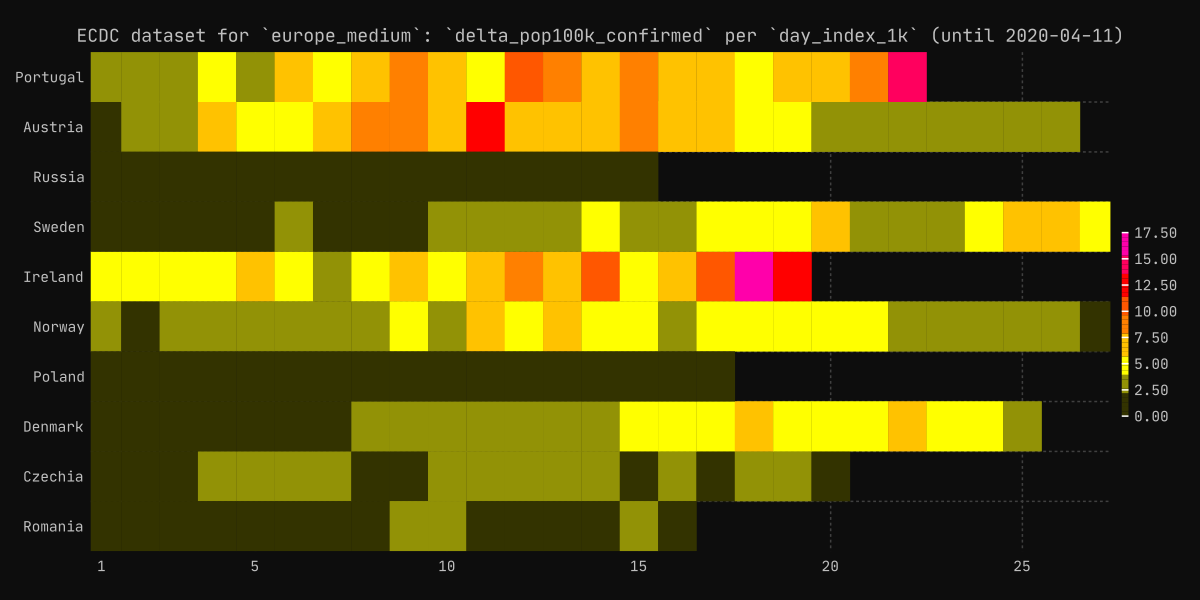 ECDC dataset for `europe_medium`: `delta_pop100k_confirmed` per `day_index_1k` (until 2020-04-11)
Portugal
Austria
Russia
Sweden
Ireland
Norway
Poland
Denmark
Czechia
Romania
1 5 10 15 20 25
17.50
15.00
12.50
10.00
7.50
5.00
2.50
0.00